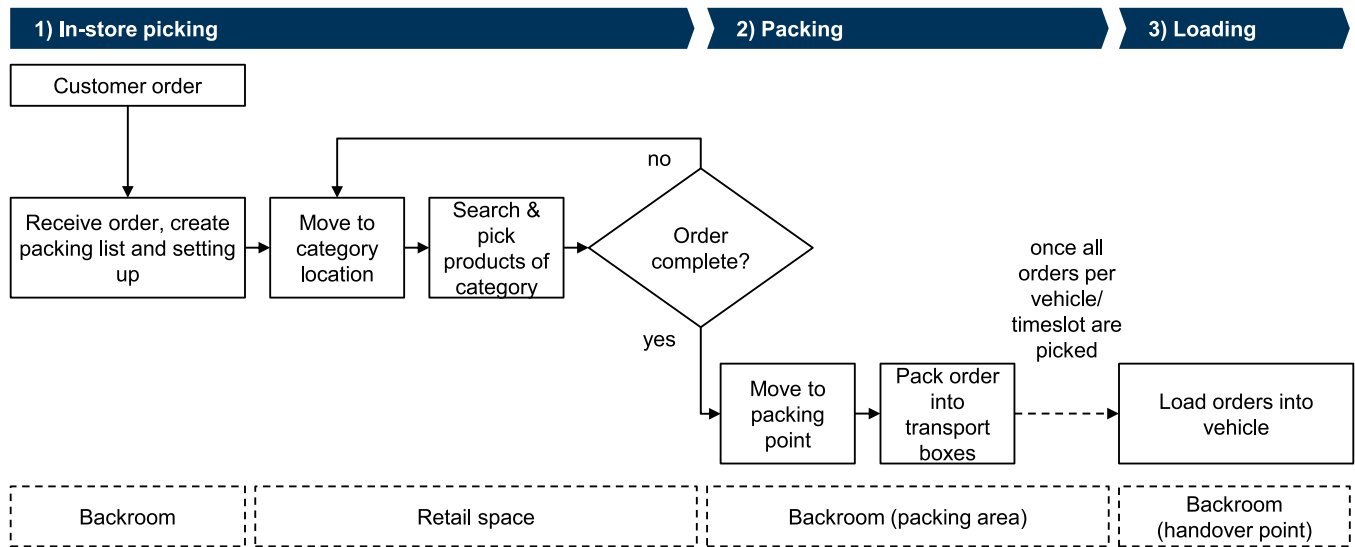 1) In-store picking
2) Packing
3) Loading
Customer order
Receive order, create
packing list and setting
up
Move to
category
location
Search &
pick
products of
category
no
Order
complete?
yes
Move to
packing
point
Pack order
into
transport
boxes
once all
orders per
vehicle/
timeslot are
picked
Load orders into
vehicle
Backroom
Retail space
Backroom (packing area)
Backroom
(handover point)